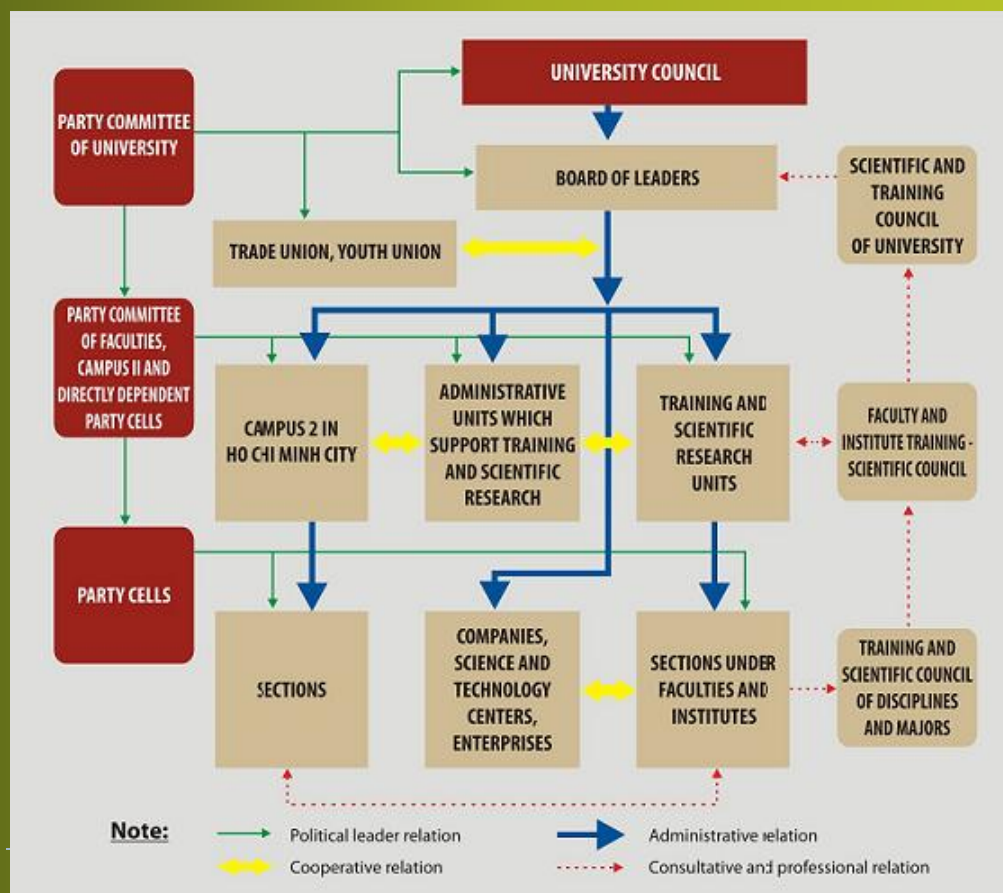 UNIVERSITY COUNCIL
PARTY COMMITTEE
OF UNIVERSITY
BOARD OF LEADERS
SCIENTIFIC AND
TRAINING
COUNCIL
OF UNIVERSITY
TRADE UNION, YOUTH UNION
PARTY COMMITTEE
OF FACULTIES,
CAMPUS II AND
DIRECTLY DEPENDENT
PARTY CELLS
CAMPUS 2 IN
HO CHI MINH CITY
ADMINISTRATIVE
UNITS WHICH
SUPPORT TRAINING
AND SCIENTIFIC
RESEARCH
TRAINING AND
SCIENTIFIC
RESEARCH
UNITS
FACULTY AND
INSTITUTE TRAINING -
SCIENTIFIC COUNCIL
PARTY CELLS
SECTIONS
COMPANIES,
SCIENCE AND
TECHNOLOGY
CENTERS,
ENTERPRISES
SECTIONS UNDER
FACULTIES AND
INSTITUTES
TRAINING AND
SCIENTIFIC COUNCIL
OF DISCIPLINES
AND MAJORS
Note:
Political leader relation
Administrative relation
Cooperative relation
Consultative and professional relation